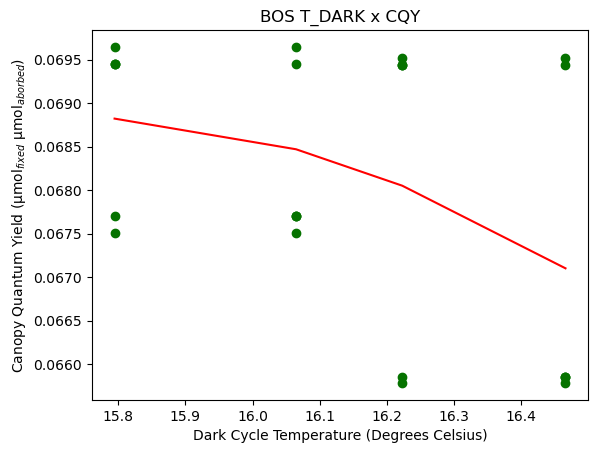 BOS T_DARK x CQY
Canopy Quantum Yield (µmol_fixed µmol_aborbed)
0.0695
0.0690
0.0685
0.0680
0.0675
0.0670
0.0665
0.0660
15.8 15.9 16.0 16.1 16.2 16.3 16.4
Dark Cycle Temperature (Degrees Celsius)